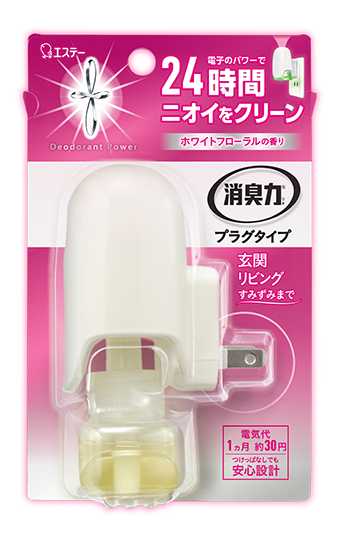 エステー
電子のパワーで
24時間
ニオイをクリーン
ホワイトフローラルの香り
Deodorant Power
消臭力
プラグタイプ
玄関
リビング
すみずみまで
電気代
1ヵ月 約30円
つけっぱなしでも
安心設計